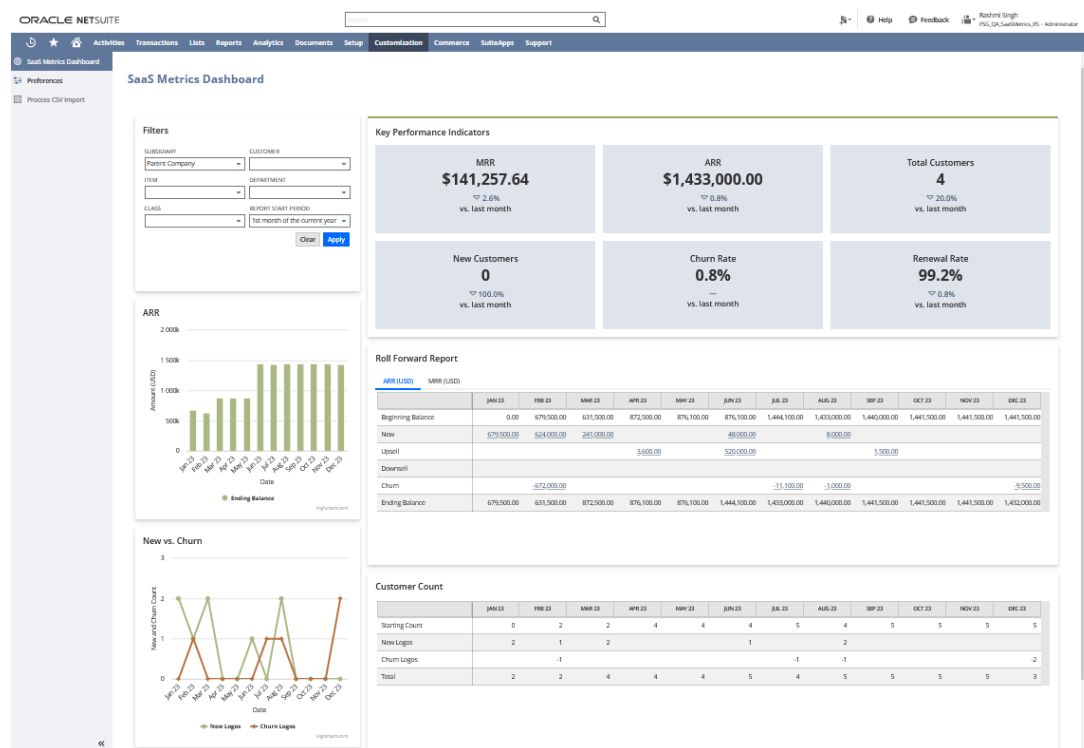 ORACLE NETSUITE
Search
Help
Feedback
Rashmi Singh
PSG_QA_SaaSMetrics_IIS - Administrator
Activities Transactions Lists Reports Analytics Documents Setup Customization Commerce SuiteApps Support
SaaS Metrics Dashboard
Preferences
Process CSV Import
SaaS Metrics Dashboard
Filters
SUBSIDIARY CUSTOMER
Parent Company
ITEM DEPARTMENT
CLASS REPORT START PERIOD
1st month of the current year
Clear Apply
Key Performance Indicators
MRR
$141,257.64
2.6%
vs. last month
ARR
$1,433,000.00
0.8%
vs. last month
Total Customers
4
20.0%
vs. last month
New Customers
0
100.0%
vs. last month
Churn Rate
0.8%
—
vs. last month
Renewal Rate
99.2%
0.8%
vs. last month
ARR
2 000k
1 500k
1 000k
500k
0
Amount (USD)
Jan 23 Feb 23 Mar 23 Apr 23 May 23 Jun 23 Jul 23 Aug 23 Sep 23 Oct 23 Nov 23 Dec 23
Date
Ending Balance
Highcharts.com
Roll Forward Report
ARR (USD) MRR (USD)
JAN 23 FEB 23 MAR 23 APR 23 MAY 23 JUN 23 JUL 23 AUG 23 SEP 23 OCT 23 NOV 23 DEC 23
Beginning Balance 0.00 679,500.00 631,500.00 872,500.00 876,100.00 876,100.00 1,444,100.00 1,433,000.00 1,440,000.00 1,441,500.00 1,441,500.00 1,441,500.00
New 679,500.00 624,000.00 241,000.00 48,000.00 8,000.00
Upsell 3,600.00 520,000.00 1,500.00
Downsell
Churn -672,000.00 -11,100.00 -1,000.00 -9,500.00
Ending Balance 679,500.00 631,500.00 872,500.00 876,100.00 876,100.00 1,444,100.00 1,433,000.00 1,440,000.00 1,441,500.00 1,441,500.00 1,441,500.00 1,432,000.00
New vs. Churn
3
2
1
0
New and Churn Count
Jan 23 Feb 23 Mar 23 Apr 23 May 23 Jun 23 Jul 23 Aug 23 Sep 23 Oct 23 Nov 23 Dec 23
Date
New Logos Churn Logos
Highcharts.com
Customer Count
JAN 23 FEB 23 MAR 23 APR 23 MAY 23 JUN 23 JUL 23 AUG 23 SEP 23 OCT 23 NOV 23 DEC 23
Starting Count 0 2 2 4 4 4 5 4 5 5 5 5
New Logos 2 1 2 1 2
Churn Logos -1 -1 -1 -2
Total 2 2 4 4 4 5 4 5 5 5 5 3